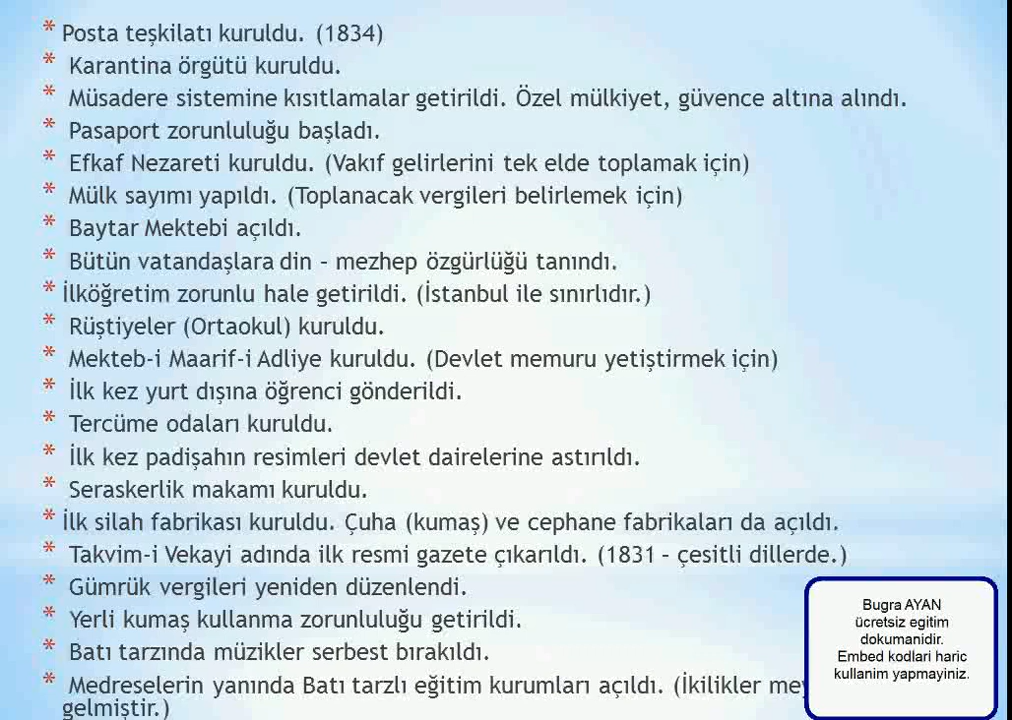 * Posta teşkilatı kuruldu. (1834)
* Karantina örgütü kuruldu.
* Müsadere sistemine kısıtlamalar getirildi. Özel mülkiyet, güvence altına alındı.
* Pasaport zorunluluğu başladı.
* Efkaf Nezareti kuruldu. (Vakıf gelirlerini tek elde toplamak için)
* Mülk sayımı yapıldı. (Toplanacak vergileri belirlemek için)
* Baytar Mektebi açıldı.
* Bütün vatandaşlara din – mezhep özgürlüğü tanındı.
* İlköğretim zorunlu hale getirildi. (İstanbul ile sınırlıdır.)
* Rüştiyeler (Ortaokul) kuruldu.
* Mekteb-i Maarif-i Adliye kuruldu. (Devlet memuru yetiştirmek için)
* İlk kez yurt dışına öğrenci gönderildi.
* Tercüme odaları kuruldu.
* İlk kez padişahın resimleri devlet dairelerine astırıldı.
* Seraskerlik makamı kuruldu.
* İlk silah fabrikası kuruldu. Çuha (kumaş) ve cephane fabrikaları da açıldı.
* Takvim-i Vekayi adında ilk resmi gazete çıkarıldı. (1831 – çeşitli dillerde.)
* Gümrük vergileri yeniden düzenlendi.
* Yerli kumaş kullanma zorunluluğu getirildi.
* Batı tarzında müzikler serbest bırakıldı.
* Medreselerin yanında Batı tarzlı eğitim kurumları açıldı. (İkilikler mey
gelmiştir.)
Bugra AYAN
ücretsiz egitim
dokumanidir.
Embed kodlari haric
kullanim yapmayiniz.